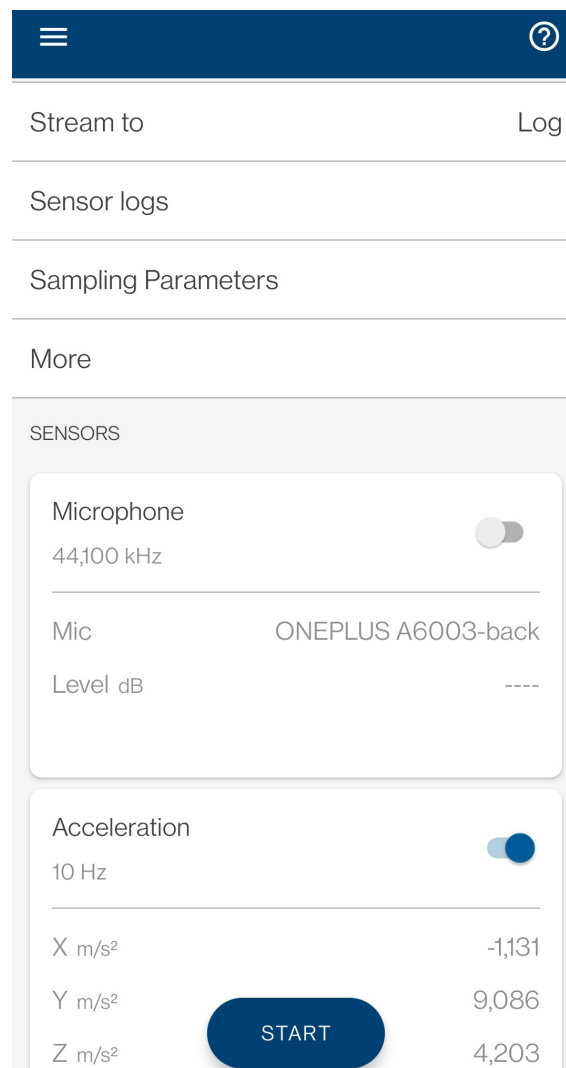 Stream to Log
Sensor logs
Sampling Parameters
More
SENSORS
Microphone
44,100 kHz
Mic ONEPLUS A6003-back
Level dB ----
Acceleration
10 Hz
X m/s² -1,131
Y m/s² 9,086
START
Z m/s² 4,203